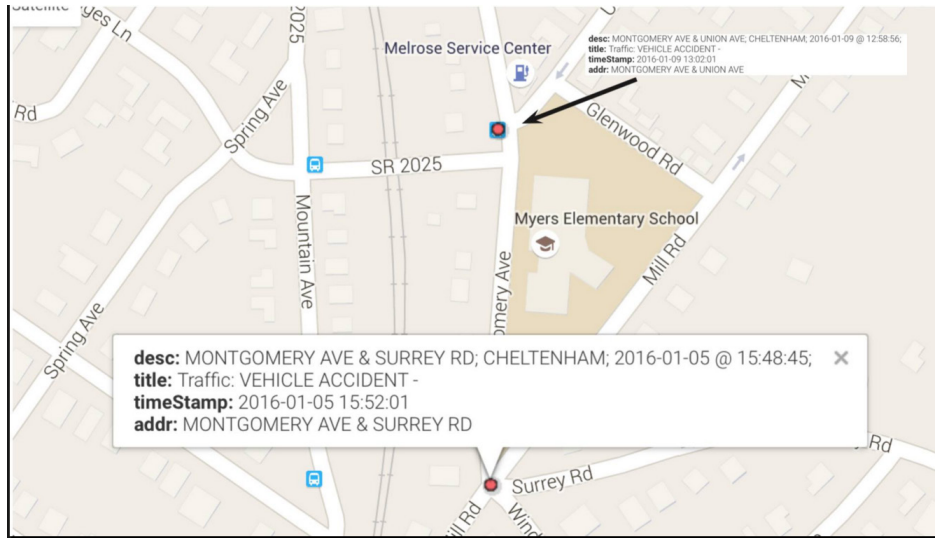 2025
Melrose Service Center
desc: MONTGOMERY AVE & UNION AVE; CHELTENHAM; 2016-01-09 @ 12:58:56;
title: Traffic: VEHICLE ACCIDENT -
timeStamp: 2016-01-09 13:02:01
addr: MONTGOMERY AVE & UNION AVE
Rd
Spring Ave
Glenwood Rd
SR 2025
Mountain Ave
Myers Elementary School
Mill Rd
Spring Ave
desc: MONTGOMERY AVE & SURREY RD; CHELTENHAM; 2016-01-05 @ 15:48:45;
title: Traffic: VEHICLE ACCIDENT -
timeStamp: 2016-01-05 15:52:01
addr: MONTGOMERY AVE & SURREY RD
Rd
Surrey Rd